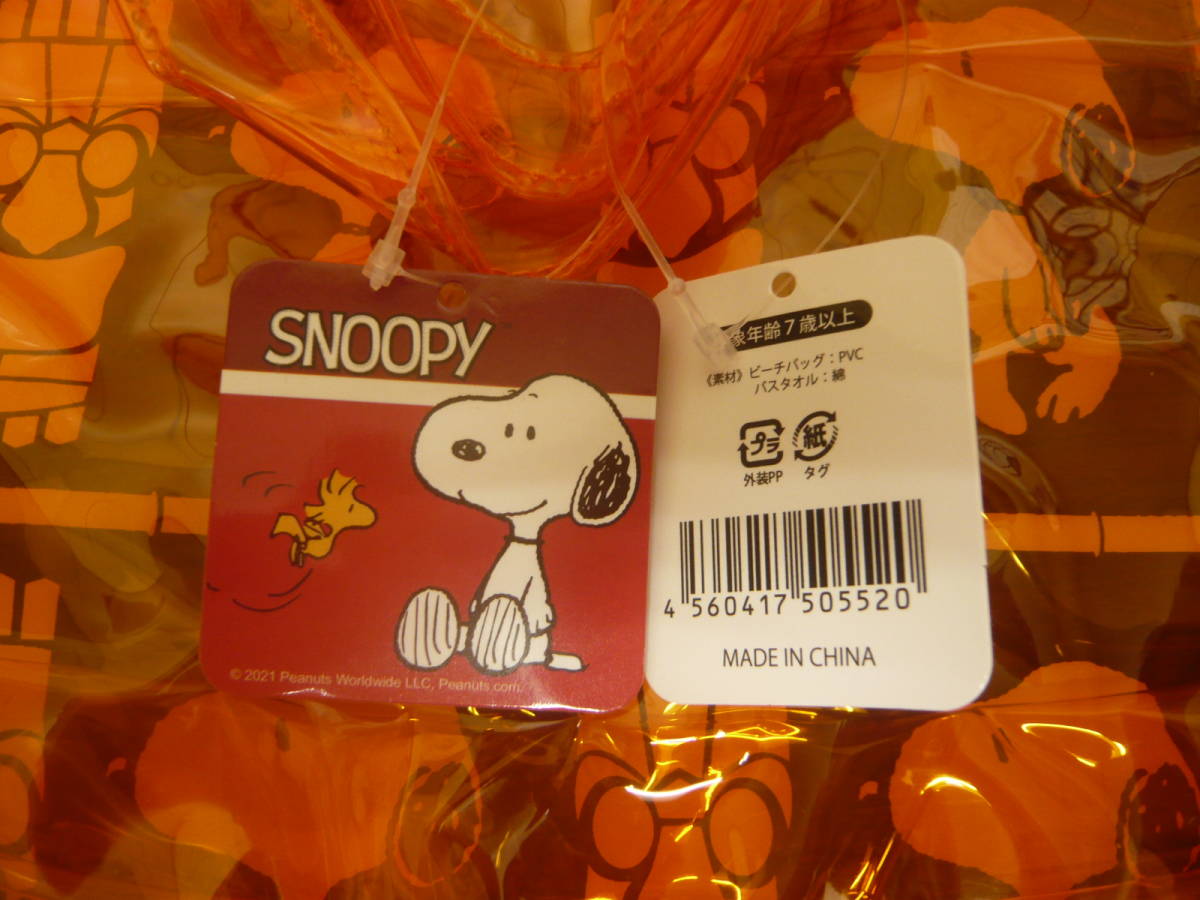 SNOOPY
© 2021 Peanuts Worldwide LLC, Peanuts.com.
象年齢7歳以上
《素材》ビーチバッグ：PVC
バスタオル：綿
プラ
紙
外装PP
タグ
4 560417 505520
MADE IN CHINA